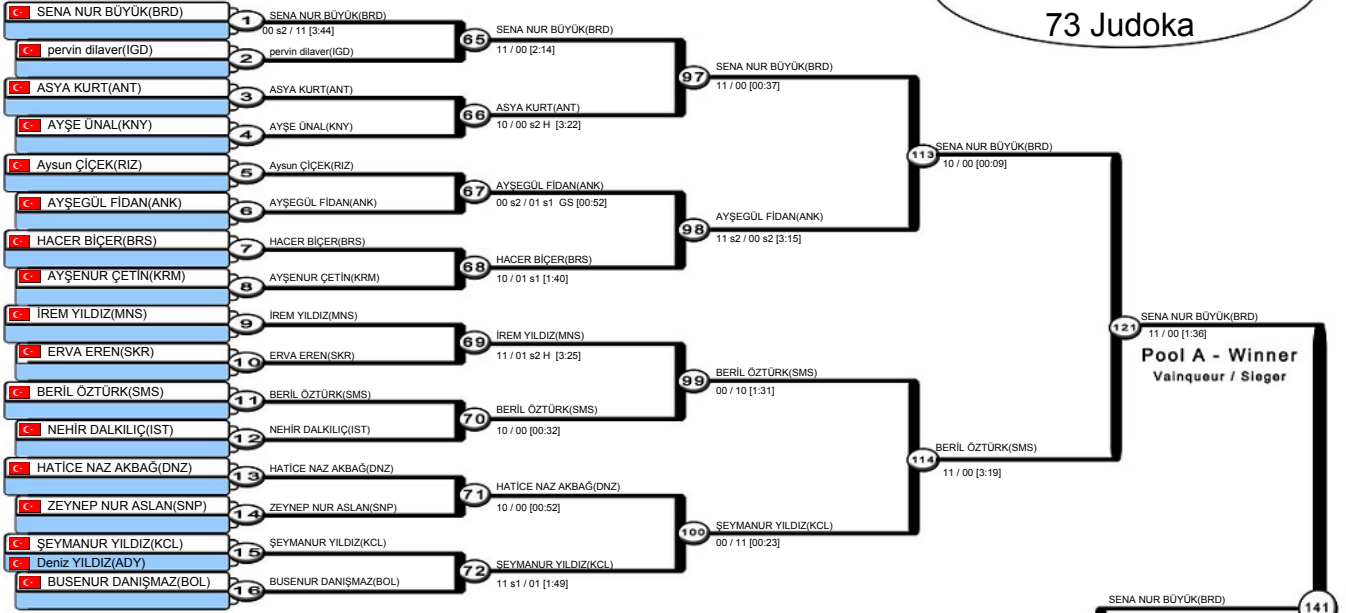 73 Judoka
SENA NUR BÜYÜK(BRD)
pervin dilaver(IGD)
ASYA KURT(ANT)
AYŞE ÜNAL(KNY)
Aysun ÇİÇEK(RIZ)
AYŞEGÜL FİDAN(ANK)
HACER BİÇER(BRS)
AYŞENUR ÇETİN(KRM)
İREM YILDIZ(MNS)
ERVA EREN(SKR)
BERİL ÖZTÜRK(SMS)
NEHİR DALKILIÇ(IST)
HATİCE NAZ AKBAĞ(DNZ)
ZEYNEP NUR ASLAN(SNP)
ŞEYMANUR YILDIZ(KCL)
Deniz YILDIZ(ADY)
BUSENUR DANIŞMAZ(BOL)
1
2
3
4
5
6
7
8
9
10
11
12
13
14
15
16
SENA NUR BÜYÜK(BRD)
00 s2 / 11 [3:44]
pervin dilaver(IGD)
ASYA KURT(ANT)
AYŞE ÜNAL(KNY)
Aysun ÇİÇEK(RIZ)
AYŞEGÜL FİDAN(ANK)
HACER BİÇER(BRS)
AYŞENUR ÇETİN(KRM)
İREM YILDIZ(MNS)
ERVA EREN(SKR)
BERİL ÖZTÜRK(SMS)
NEHİR DALKILIÇ(IST)
HATİCE NAZ AKBAĞ(DNZ)
ZEYNEP NUR ASLAN(SNP)
ŞEYMANUR YILDIZ(KCL)
BUSENUR DANIŞMAZ(BOL)
65
66
67
68
69
70
71
72
SENA NUR BÜYÜK(BRD)
11 / 00 [2:14]
ASYA KURT(ANT)
10 / 00 s2 H [3:22]
AYŞEGÜL FİDAN(ANK)
00 s2 / 01 s1 GS [00:52]
HACER BİÇER(BRS)
10 / 01 s1 [1:40]
İREM YILDIZ(MNS)
11 / 01 s2 H [3:25]
BERİL ÖZTÜRK(SMS)
10 / 00 [00:32]
HATİCE NAZ AKBAĞ(DNZ)
10 / 00 [00:52]
ŞEYMANUR YILDIZ(KCL)
11 s1 / 01 [1:49]
97
98
99
100
SENA NUR BÜYÜK(BRD)
11 / 00 [00:37]
AYŞEGÜL FİDAN(ANK)
11 s2 / 00 s2 [3:15]
BERİL ÖZTÜRK(SMS)
00 / 10 [1:31]
ŞEYMANUR YILDIZ(KCL)
00 / 11 [00:23]
113
114
SENA NUR BÜYÜK(BRD)
10 / 00 [00:09]
BERİL ÖZTÜRK(SMS)
11 / 00 [3:19]
121
SENA NUR BÜYÜK(BRD)
11 / 00 [1:36]
Pool A - Winner
Vainqueur / Sieger
SENA NUR BÜYÜK(BRD)
141